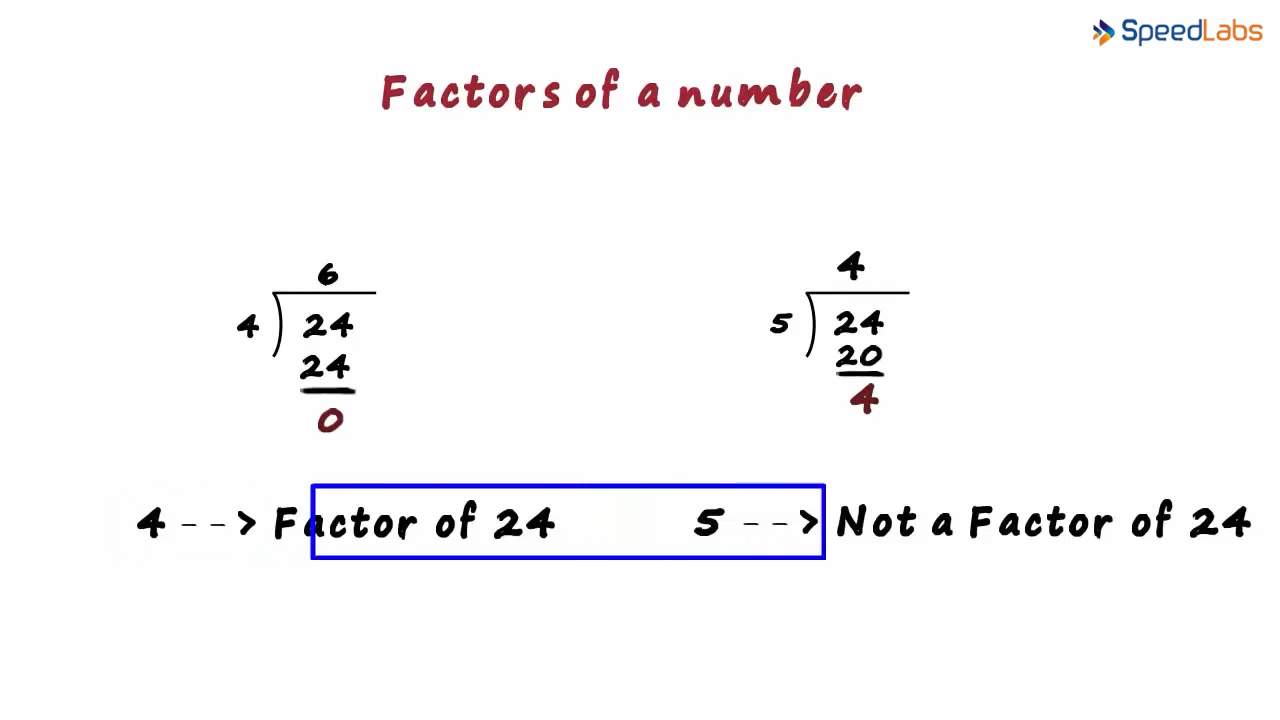 SpeedLabs
Factors of a number
6
4 ) 24
24
0
4
5 ) 24
20
4
4 --> Factor of 24
5 --> Not a Factor of 24